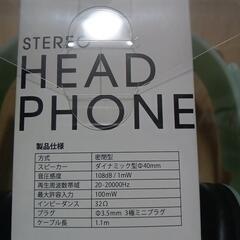 STEREO
HEAD
PHONE
製品仕様
方式 密閉型
スピーカー ダイナミック型Φ40mm
音圧感度 108dB / 1mW
再生周波数帯域 20-20000Hz
最大許容入力 100mW
インピーダンス 32Ω
プラグ Φ3.5mm 3極ミニプラグ
ケーブル長 1.1m